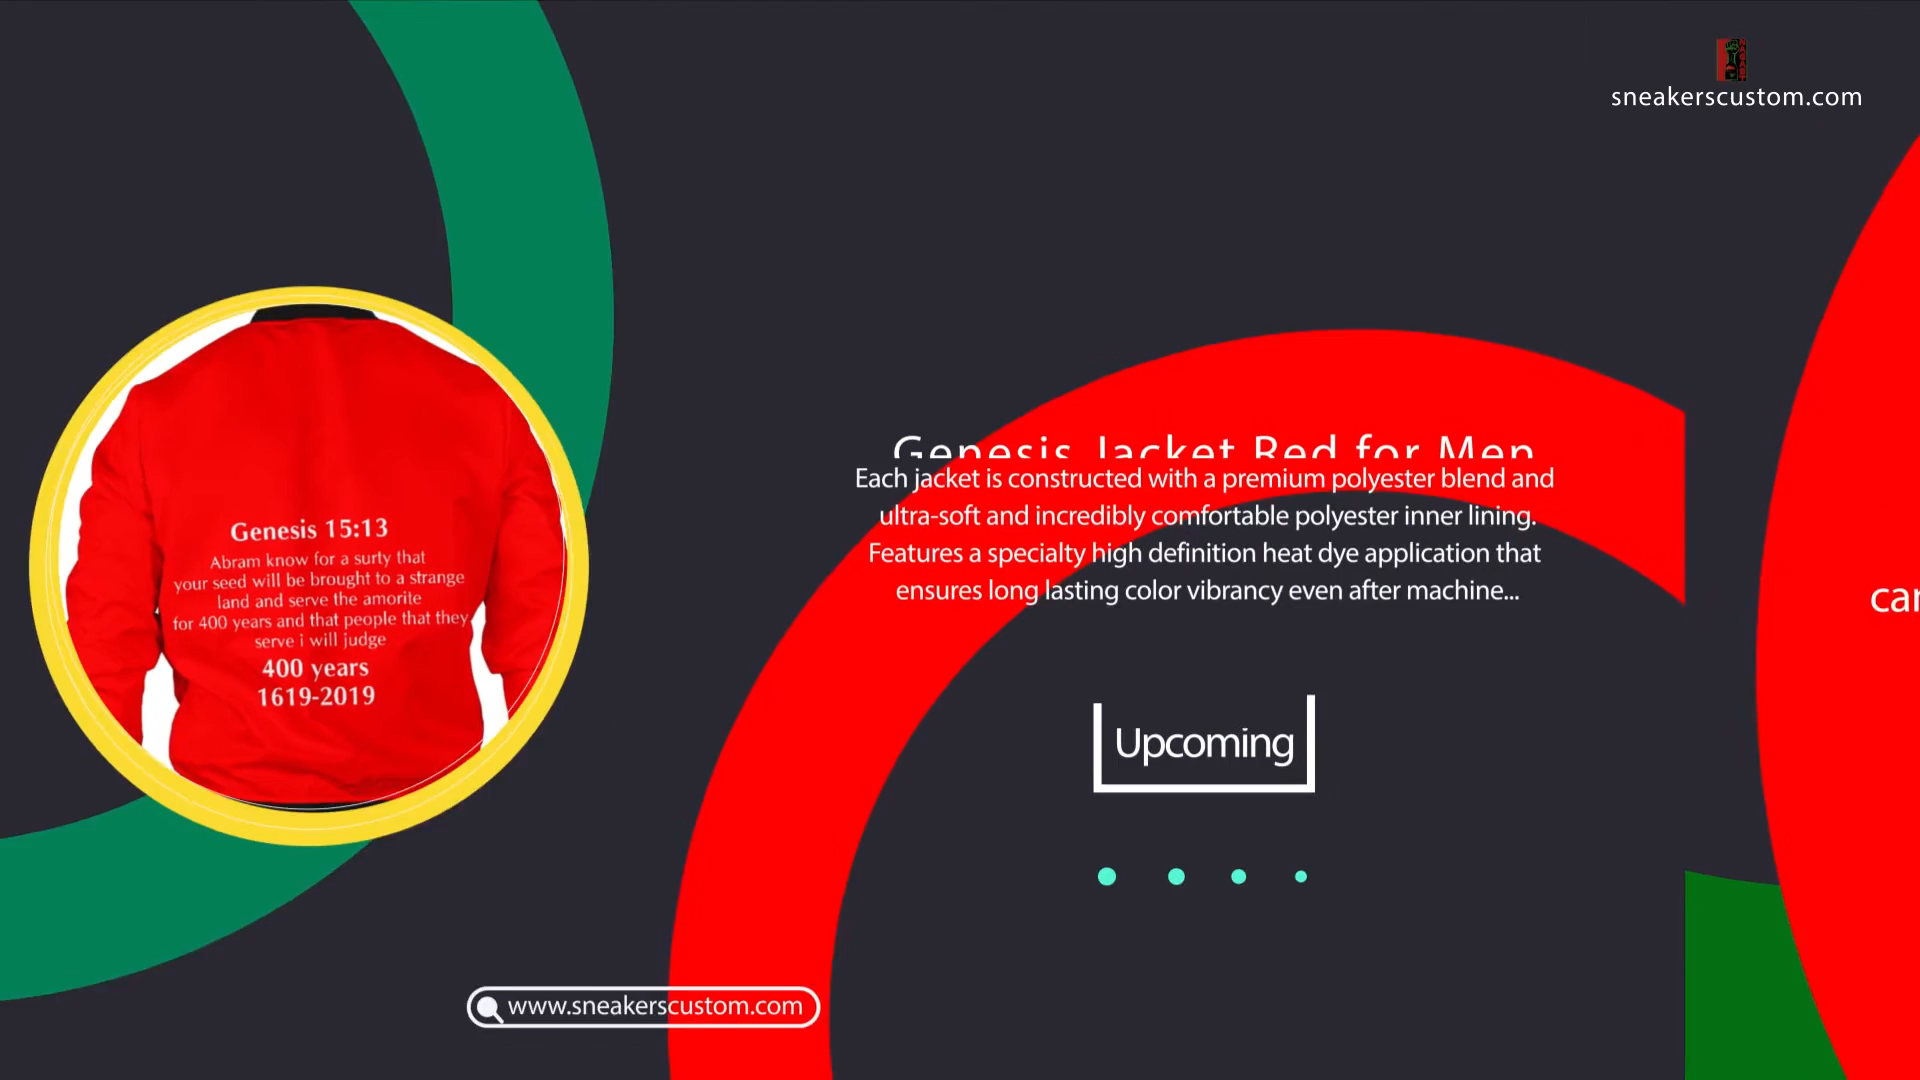 sneakerscustom.com
Genesis Jacket Red for Men
Each jacket is constructed with a premium polyester blend and
ultra-soft and incredibly comfortable polyester inner lining.
Features a specialty high definition heat dye application that
ensures long lasting color vibrancy even after machine...
Genesis 15:13
Abram know for a surty that
your seed will be brought to a strange
land and serve the amorite
for 400 years and that people that they
serve i will judge
400 years
1619-2019
Upcoming
www.sneakerscustom.com